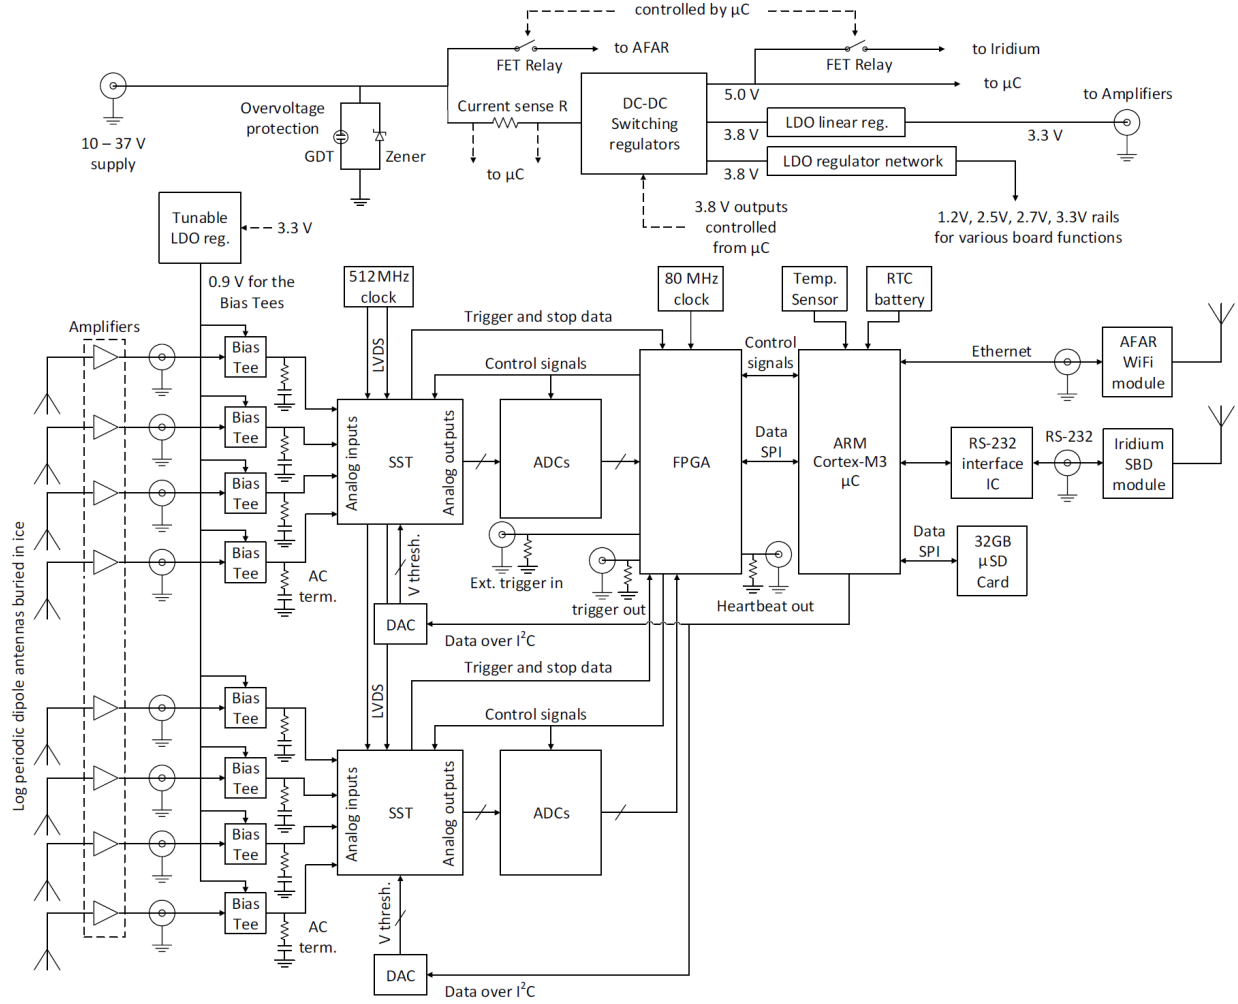 controlled by µC
to AFAR
FET Relay
to Iridium
FET Relay
to µC
5.0 V
Overvoltage
protection
GDT
Zener
10 – 37 V
supply
Current sense R
to µC
DC-DC
Switching
regulators
to Amplifiers
LDO linear reg.
3.8 V
3.3 V
LDO regulator network
3.8 V
3.8 V outputs
controlled
from µC
1.2V, 2.5V, 2.7V, 3.3V rails
for various board functions
Tunable
LDO reg.
3.3 V
0.9 V for the
Bias Tees
512MHz
clock
80 MHz
clock
Temp.
Sensor
RTC
battery
Amplifiers
Trigger and stop data
LVDS
Control signals
Control
signals
Ethernet
AFAR
WiFi
module
Bias
Tee
Bias
Tee
Bias
Tee
Bias
Tee
AC
term.
Analog inputs
SST
Analog outputs
ADCs
FPGA
Data
SPI
ARM
Cortex-M3
µC
RS-232
interface
IC
RS-232
Iridium
SBD
module
Data
SPI
32GB
µSD
Card
Ext. trigger in
trigger out
Heartbeat out
V thresh.
DAC
Data over I²C
Log periodic dipole antennas buried in ice
Trigger and stop data
LVDS
Control signals
Bias
Tee
Bias
Tee
Bias
Tee
Bias
Tee
AC
term.
Analog inputs
SST
Analog outputs
ADCs
V thresh.
DAC
Data over I²C